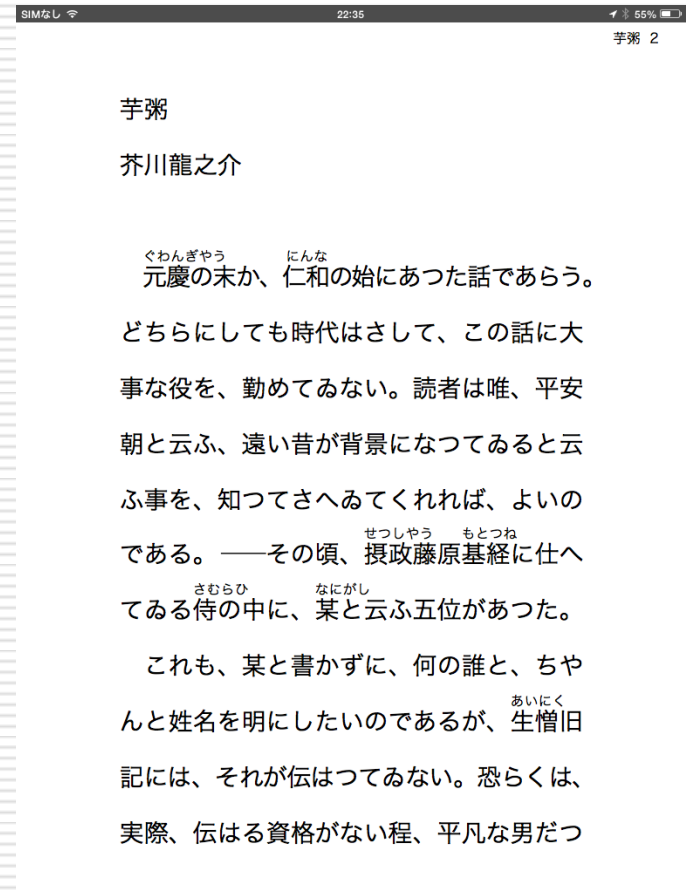 SIMなし 22:35 55%
芋粥 2
芋粥
芥川龍之介
ぐわんぎやう にんな
元慶の末か、仁和の始にあつた話であらう。
どちらにしても時代はさして、この話に大
事な役を、勤めてゐない。読者は唯、平安
朝と云ふ、遠い昔が背景になつてゐると云
ふ事を、知つてさへゐてくれれば、よいの
せつしやう もとつね
である。――その頃、摂政藤原基経に仕へ
さむらひ なにがし
てゐる侍の中に、某と云ふ五位があつた。
これも、某と書かずに、何の誰と、ちや
あいにく
んと姓名を明にしたいのであるが、生憎旧
記には、それが伝はつてゐない。恐らくは、
実際、伝はる資格がない程、平凡な男だつ